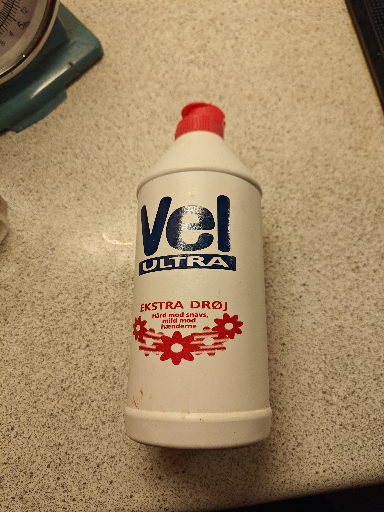 Vel
ULTRA
EKSTRA DRØJ
Hård mod snavs,
mild mod
hænderne